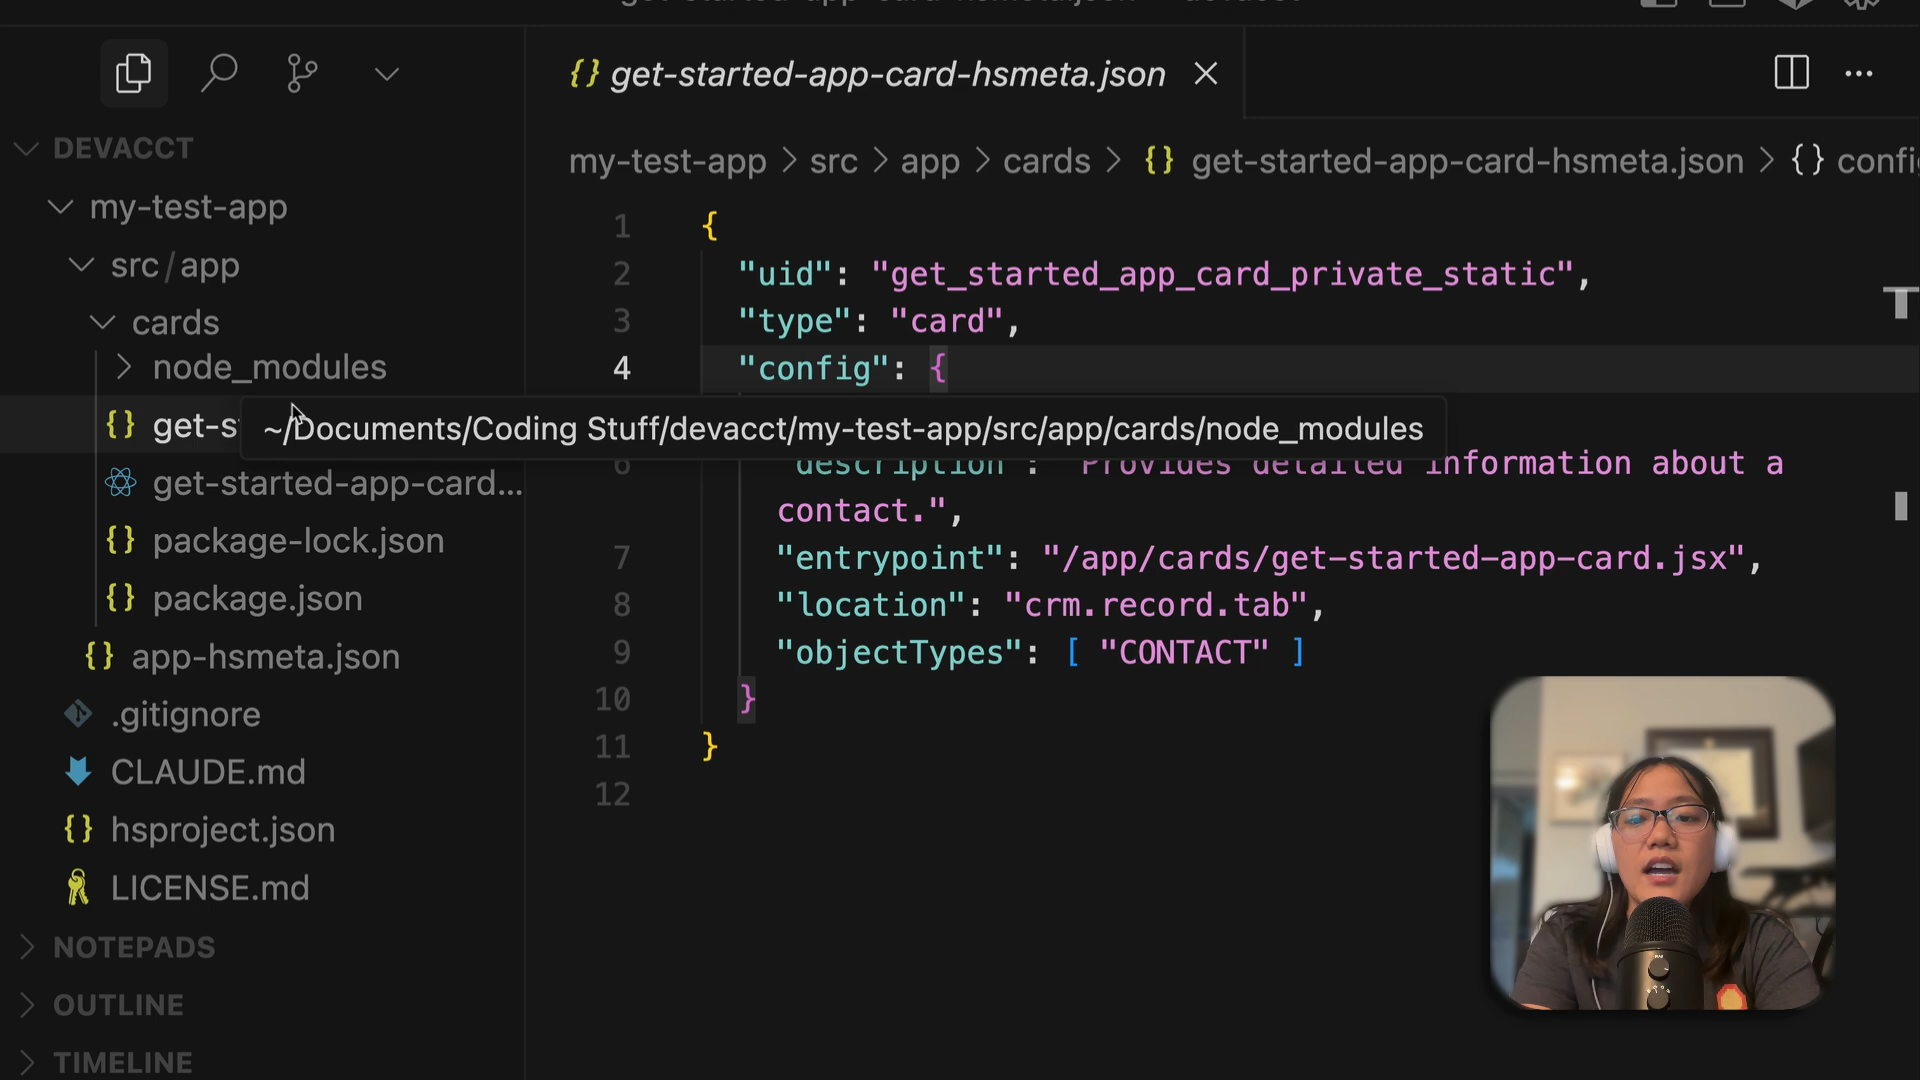 get-started-app-card-hsmeta.json
my-test-app > src > app > cards > {} get-started-app-card-hsmeta.json > {} confi
DEVACCT
my-test-app
src/app
cards
node_modules
get-s
get-started-app-card...
package-lock.json
package.json
app-hsmeta.json
.gitignore
CLAUDE.md
hsproject.json
LICENSE.md
NOTEPADS
OUTLINE
TIMELINE
1 {
2 "uid": "get_started_app_card_private_static",
3 "type": "card",
4 "config": {
~/Documents/Coding Stuff/devacct/my-test-app/src/app/cards/node_modules
6 "description": "Provides detailed information about a
contact.",
7 "entrypoint": "/app/cards/get-started-app-card.jsx",
8 "location": "crm.record.tab",
9 "objectTypes": [ "CONTACT" ]
10 }
11 }
12